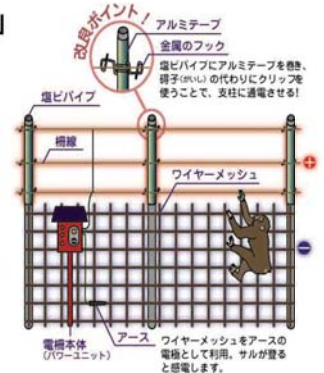 」
改良ポイント！
アルミテープ
金属のフック
塩ビパイプにアルミテープを巻き、
碍子(がいし)の代わりにクリップを
使うことで、支柱に通電させる!
塩ビパイプ
柵線
ワイヤーメッシュ
+
-
電柵本体
(パワーユニット)
アース
ワイヤーメッシュをアースの
電極として利用。サルが登る
と感電します。